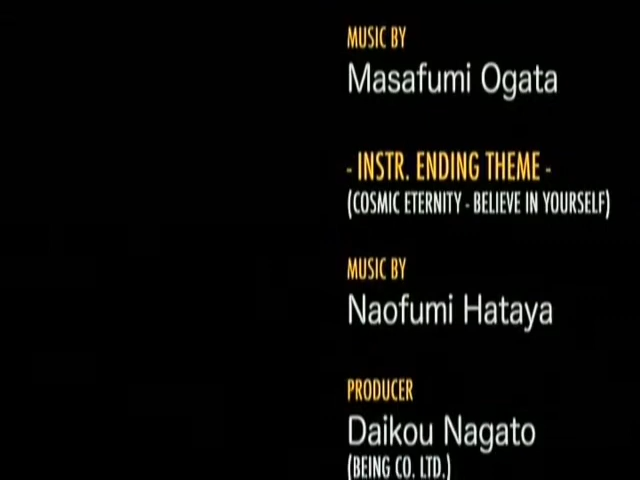 MUSIC BY
Masafumi Ogata
- INSTR. ENDING THEME -
(COSMIC ETERNITY - BELIEVE IN YOURSELF)
MUSIC BY
Naofumi Hataya
PRODUCER
Daikou Nagato
(BEING CO. LTD.)